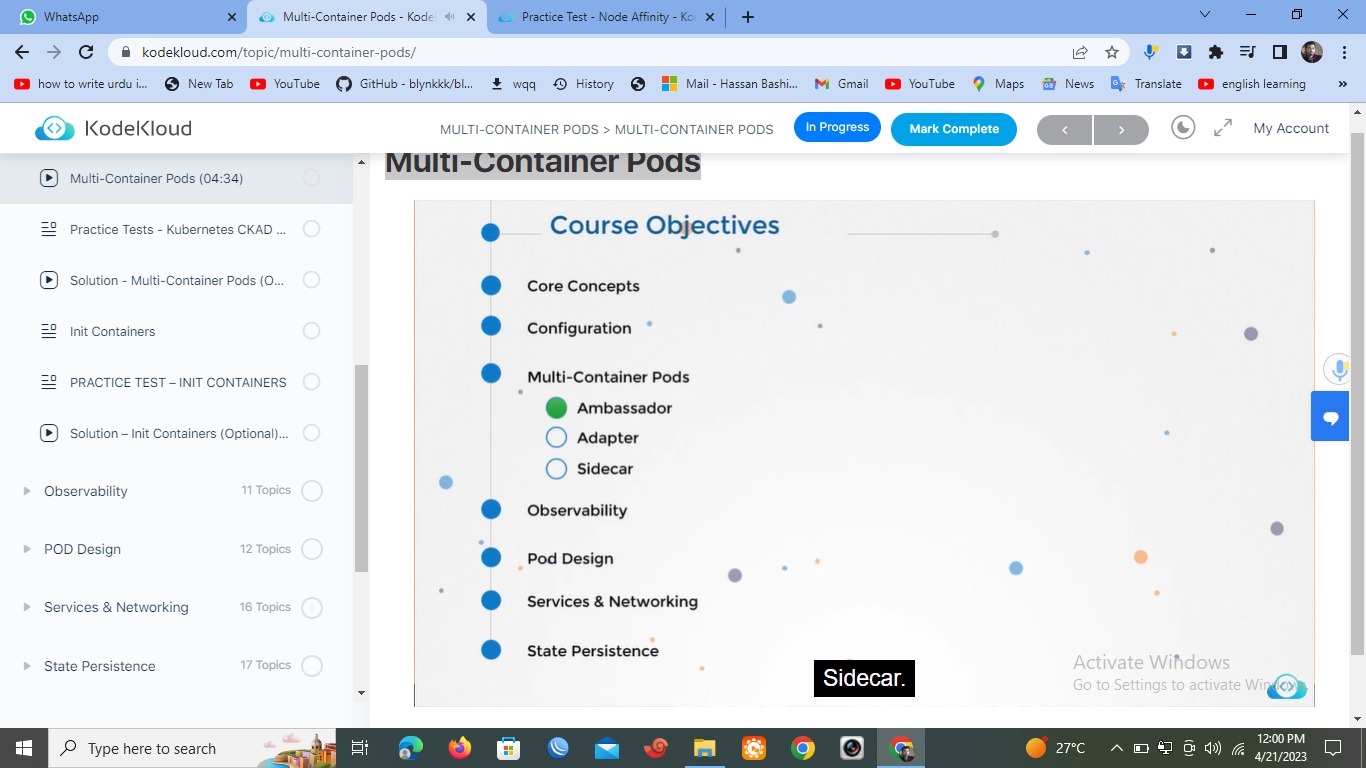 WhatsApp
Multi-Container Pods - Kode
Practice Test - Node Affinity - Ko
kodekloud.com/topic/multi-container-pods/
how to write urdu i...
New Tab
YouTube
GitHub - blynkkk/bl...
wqq
History
Mail - Hassan Bashi...
Gmail
YouTube
Maps
News
Translate
english learning
»
KodeKloud
MULTI-CONTAINER PODS > MULTI-CONTAINER PODS
In Progress
Mark Complete
My Account
Multi-Container Pods (04:34)
Practice Tests - Kubernetes CKAD ...
Solution - Multi-Container Pods (O...
Init Containers
PRACTICE TEST – INIT CONTAINERS
Solution – Init Containers (Optional)...
Observability 11 Topics
POD Design 12 Topics
Services & Networking 16 Topics
State Persistence 17 Topics
Multi-Container Pods
Course Objectives
Core Concepts
Configuration
Multi-Container Pods
Ambassador
Adapter
Sidecar
Observability
Pod Design
Services & Networking
State Persistence
Sidecar.
Activate Windows
Go to Settings to activate Windows.
Type here to search
27°C
12:00 PM
4/21/2023